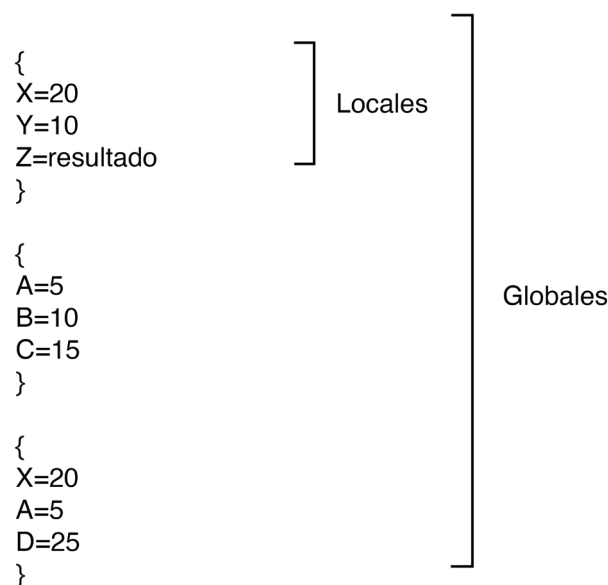 {
X=20
Y=10
Z=resultado
}
Locales
{
A=5
B=10
C=15
}
Globales
{
X=20
A=5
D=25
}